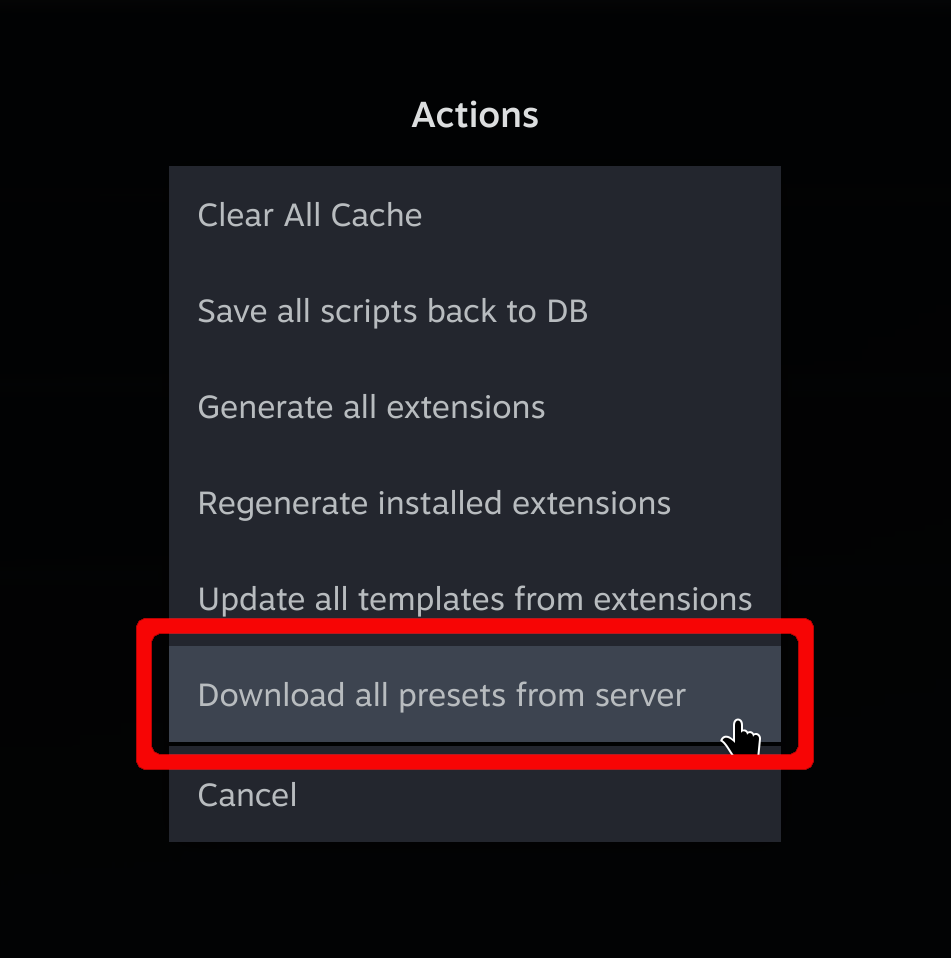 Actions
Clear All Cache
Save all scripts back to DB
Generate all extensions
Regenerate installed extensions
Update all templates from extensions
Download all presets from server
Cancel